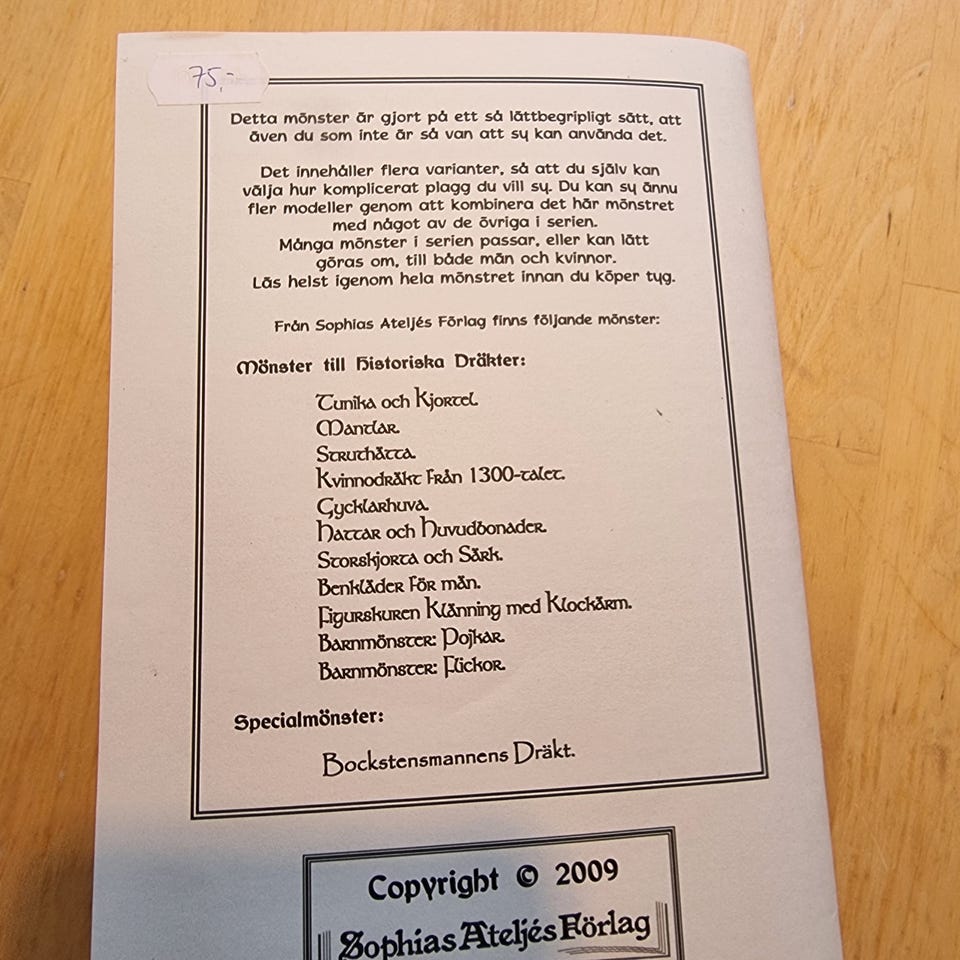 75,-
Detta mönster är gjort på ett så lättbegripligt sätt, att
även du som inte är så van att sy kan använda det.
Det innehåller flera varianter, så att du själv kan
välja hur komplicerat plagg du vill sy. Du kan sy ännu
fler modeller genom att kombinera det här mönstret
med något av de övriga i serien.
Många mönster i serien passar, eller kan lätt
göras om, till både män och kvinnor.
Läs helst igenom hela mönstret innan du köper tyg.
Från Sophias Ateljés Förlag finns följande mönster:
Mönster till Historiska Dräkter:
Tunika och Kjortel.
Mantlar.
Struthätta.
Kvinnodräkt från 1300-talet.
Gycklarhuva.
Hattar och Huvudbonader.
Storskjorta och Särk.
Benkläder för män.
Figurskuren Klänning med Klockärm.
Barnmönster: Pojkar.
Barnmönster: Flickor.
Specialmönster:
Bockstensmannens Dräkt.
Copyright © 2009
Sophias Ateljés Förlag